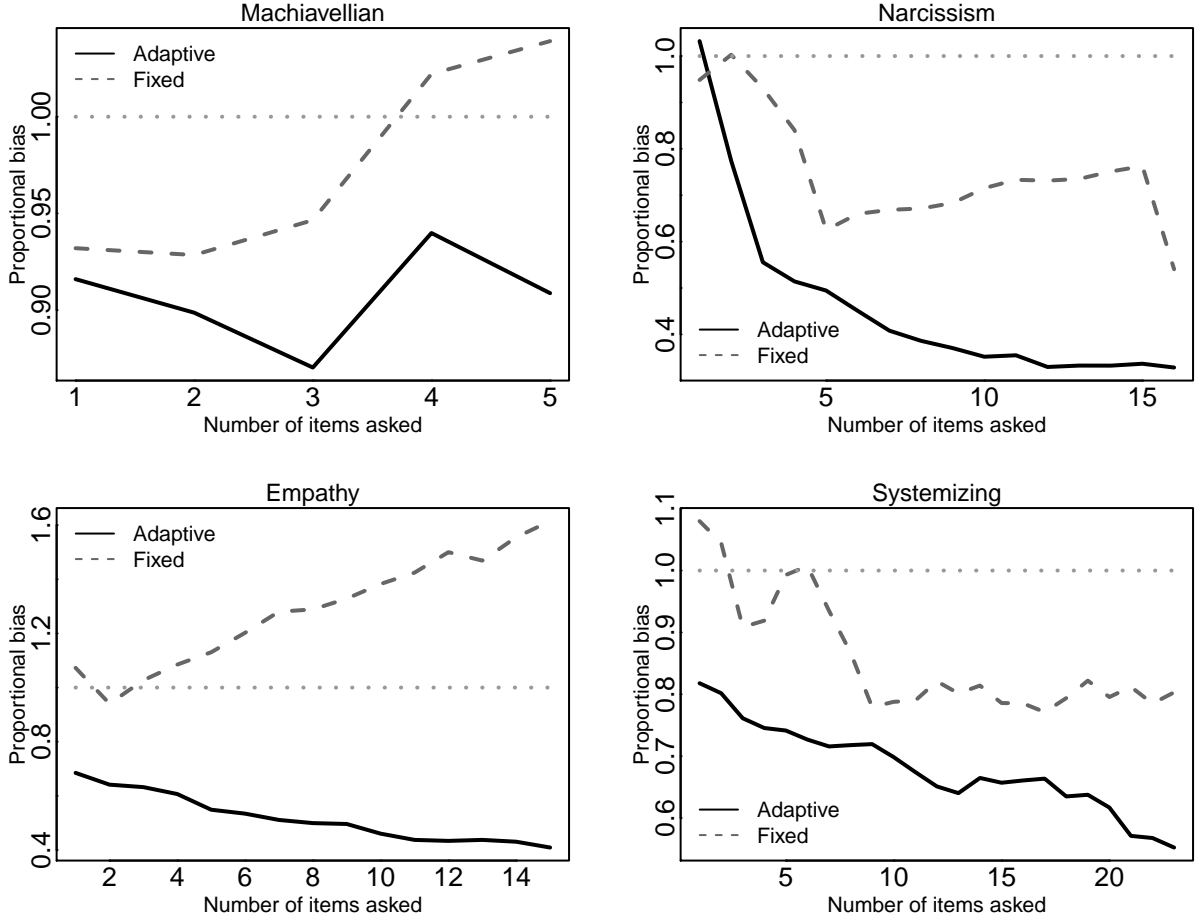 Machiavellian
Adaptive
Fixed
Proportional bias
0.90 0.95 1.00
1 2 3 4 5
Number of items asked
Narcissism
Adaptive
Fixed
Proportional bias
0.4 0.6 0.8 1.0
5 10 15
Number of items asked
Empathy
Adaptive
Fixed
Proportional bias
0.4 0.8 1.2 1.6
2 4 6 8 10 12 14
Number of items asked
Systemizing
Adaptive
Fixed
Proportional bias
0.6 0.7 0.8 0.9 1.0 1.1
5 10 15 20
Number of items asked